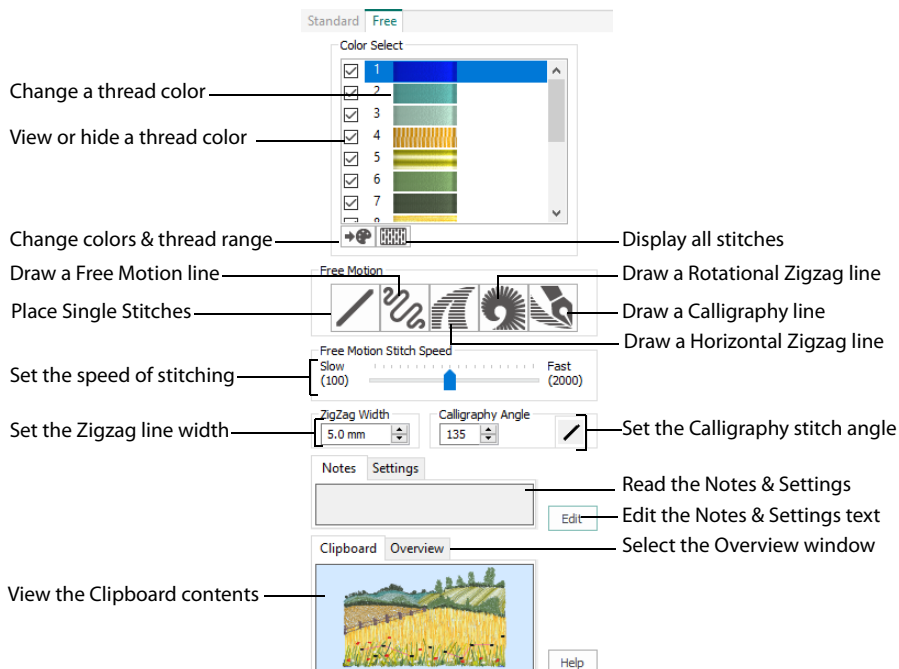 Standard Free
Color Select
1
Change a thread color
2
3
View or hide a thread color
4
5
6
7
8
Change colors & thread range
Display all stitches
Free Motion
Draw a Free Motion line
Draw a Rotational Zigzag line
Place Single Stitches
Draw a Calligraphy line
Draw a Horizontal Zigzag line
Free Motion Stitch Speed
Slow Fast
(100) (2000)
Set the speed of stitching
ZigZag Width Calligraphy Angle
5.0 mm 135
Set the Zigzag line width
Set the Calligraphy stitch angle
Notes Settings
Read the Notes & Settings
Edit
Edit the Notes & Settings text
Clipboard Overview
Select the Overview window
View the Clipboard contents
Help